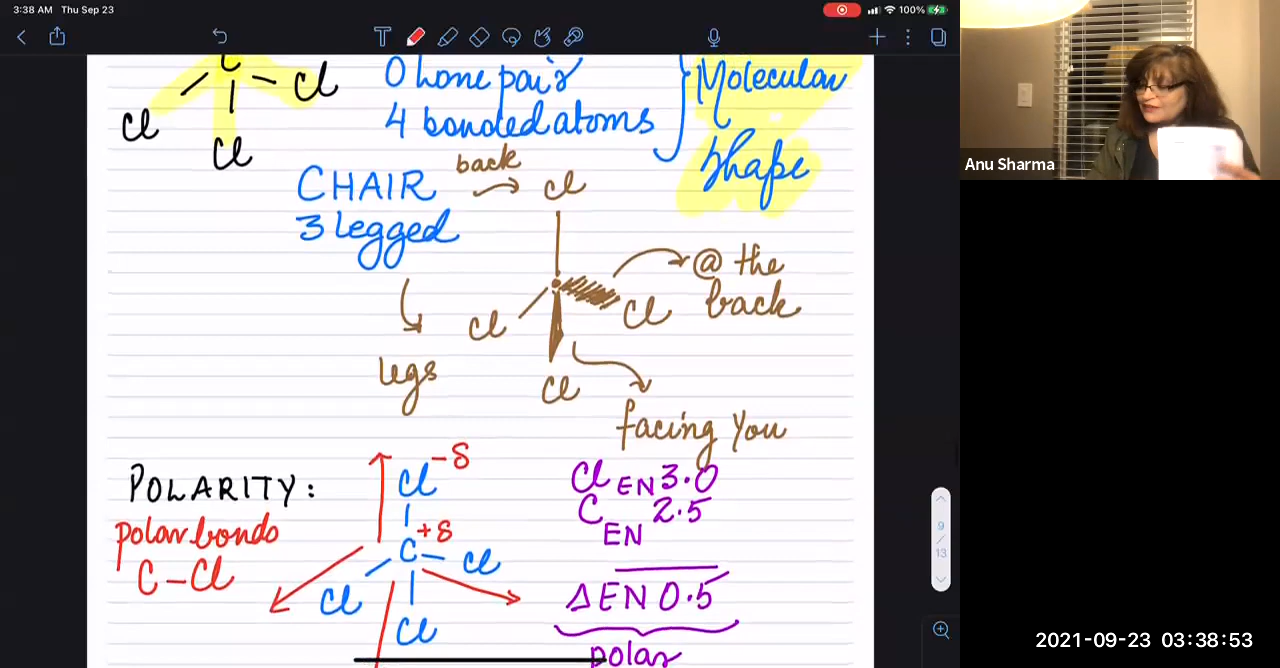 3:38 AM Thu Sep 23
100%
T
Cl
Cl
Cl
0 lone pair
4 bonded atoms
Molecular
Shape
CHAIR
3 legged
legs
back
Cl
Cl
Cl
Cl
@ the
back
facing You
POLARITY:
polar bonds
C-Cl
Cl -δ
C +δ
Cl
Cl
Cl
Cl EN 3.0
C EN 2.5
ΔEN 0.5
polar
9
/
13
Anu Sharma
2021-09-23 03:38:53